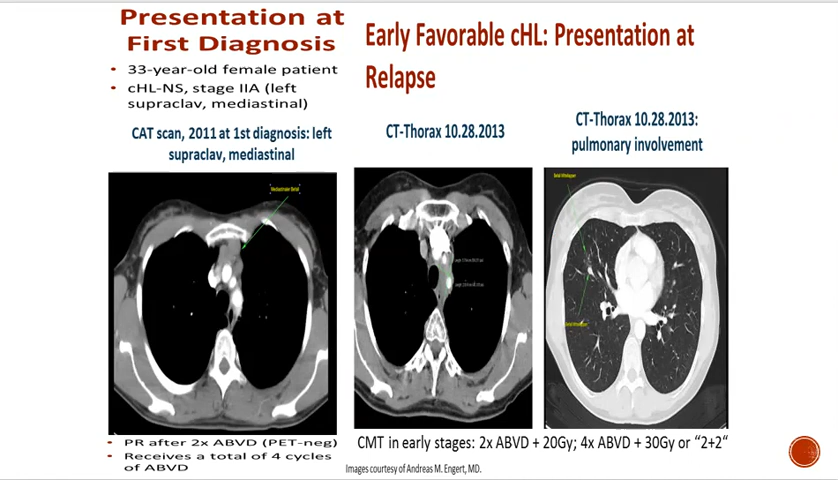 Presentation at
First Diagnosis
• 33-year-old female patient
• cHL-NS, stage IIA (left
supraclav, mediastinal)
CAT scan, 2011 at 1st diagnosis: left
supraclav, mediastinal
Early Favorable cHL: Presentation at
Relapse
CT-Thorax 10.28.2013
CT-Thorax 10.28.2013:
pulmonary involvement
• PR after 2x ABVD (PET-neg)
• Receives a total of 4 cycles
of ABVD
CMT in early stages: 2x ABVD + 20Gy; 4x ABVD + 30Gy or “2+2“
Images courtesy of Andreas M. Engert, MD.